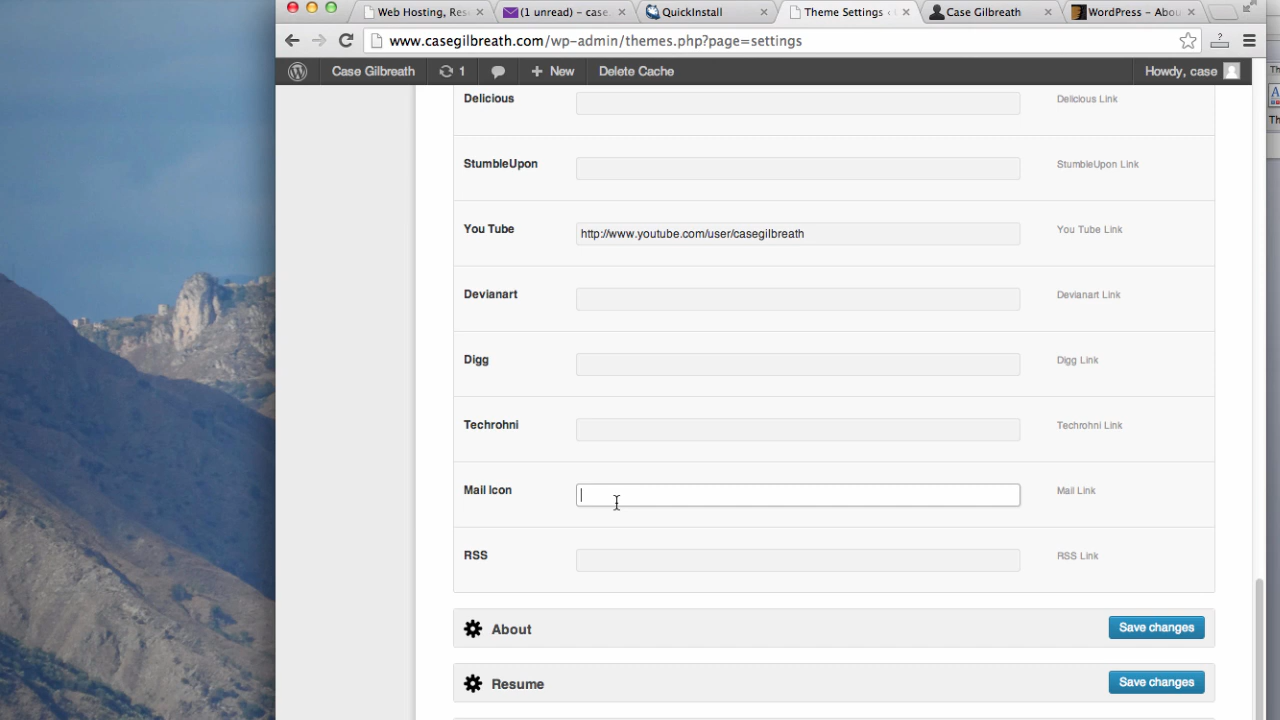 Web Hosting, Res
(1 unread) – case.
QuickInstall
Theme Settings ‹
Case Gilbreath
WordPress – Abou
www.casegilbreath.com/wp-admin/themes.php?page=settings
Case Gilbreath 1 + New Delete Cache Howdy, case
Delicious Delicious Link
StumbleUpon StumbleUpon Link
You Tube http://www.youtube.com/user/casegilbreath You Tube Link
Devianart Devianart Link
Digg Digg Link
Techrohni Techrohni Link
Mail Icon Mail Link
RSS RSS Link
About Save changes
Resume Save changes